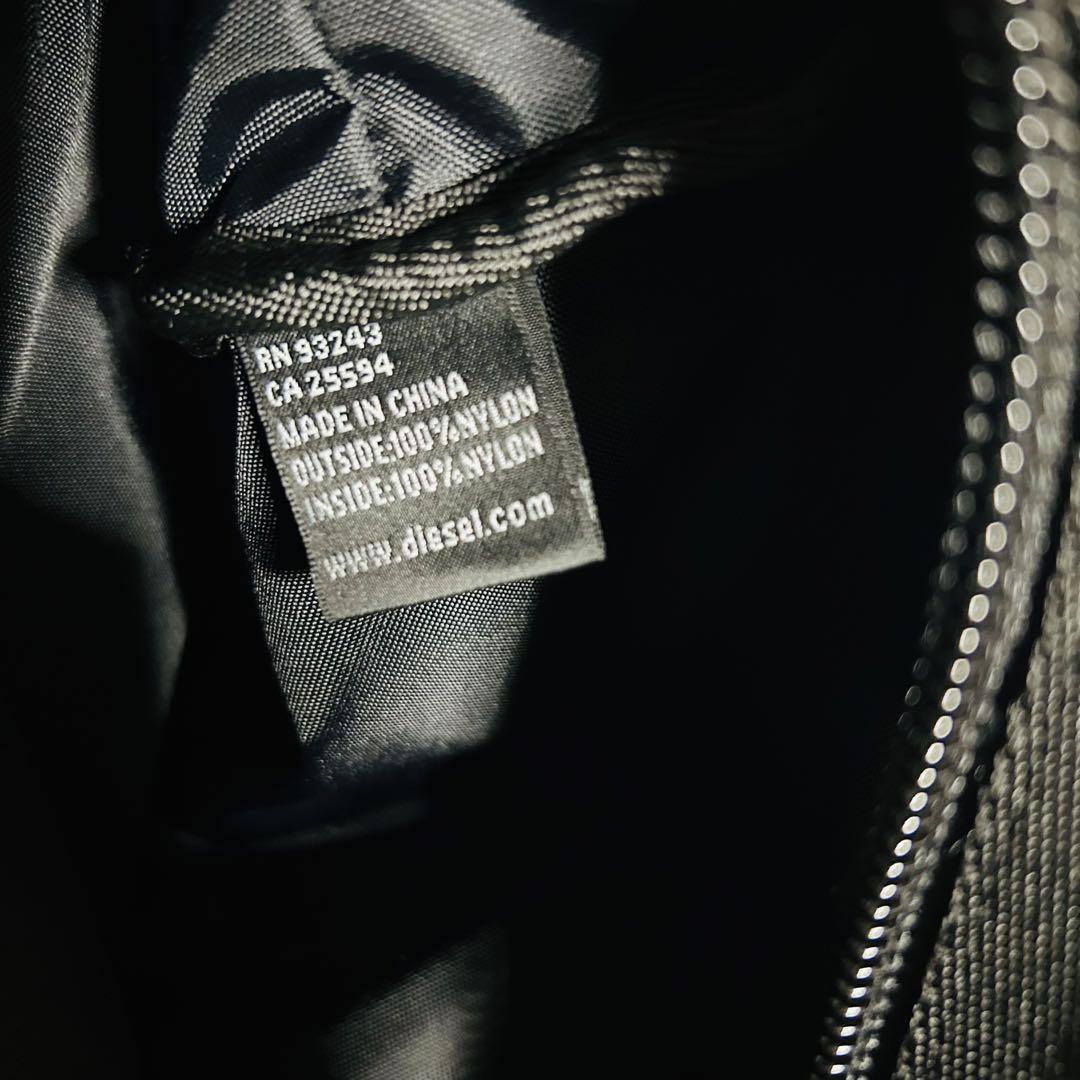 RN 93243
CA 25594
MADE IN CHINA
OUTSIDE:100%NYLON
INSIDE:100%NYLON
www.diesel.com